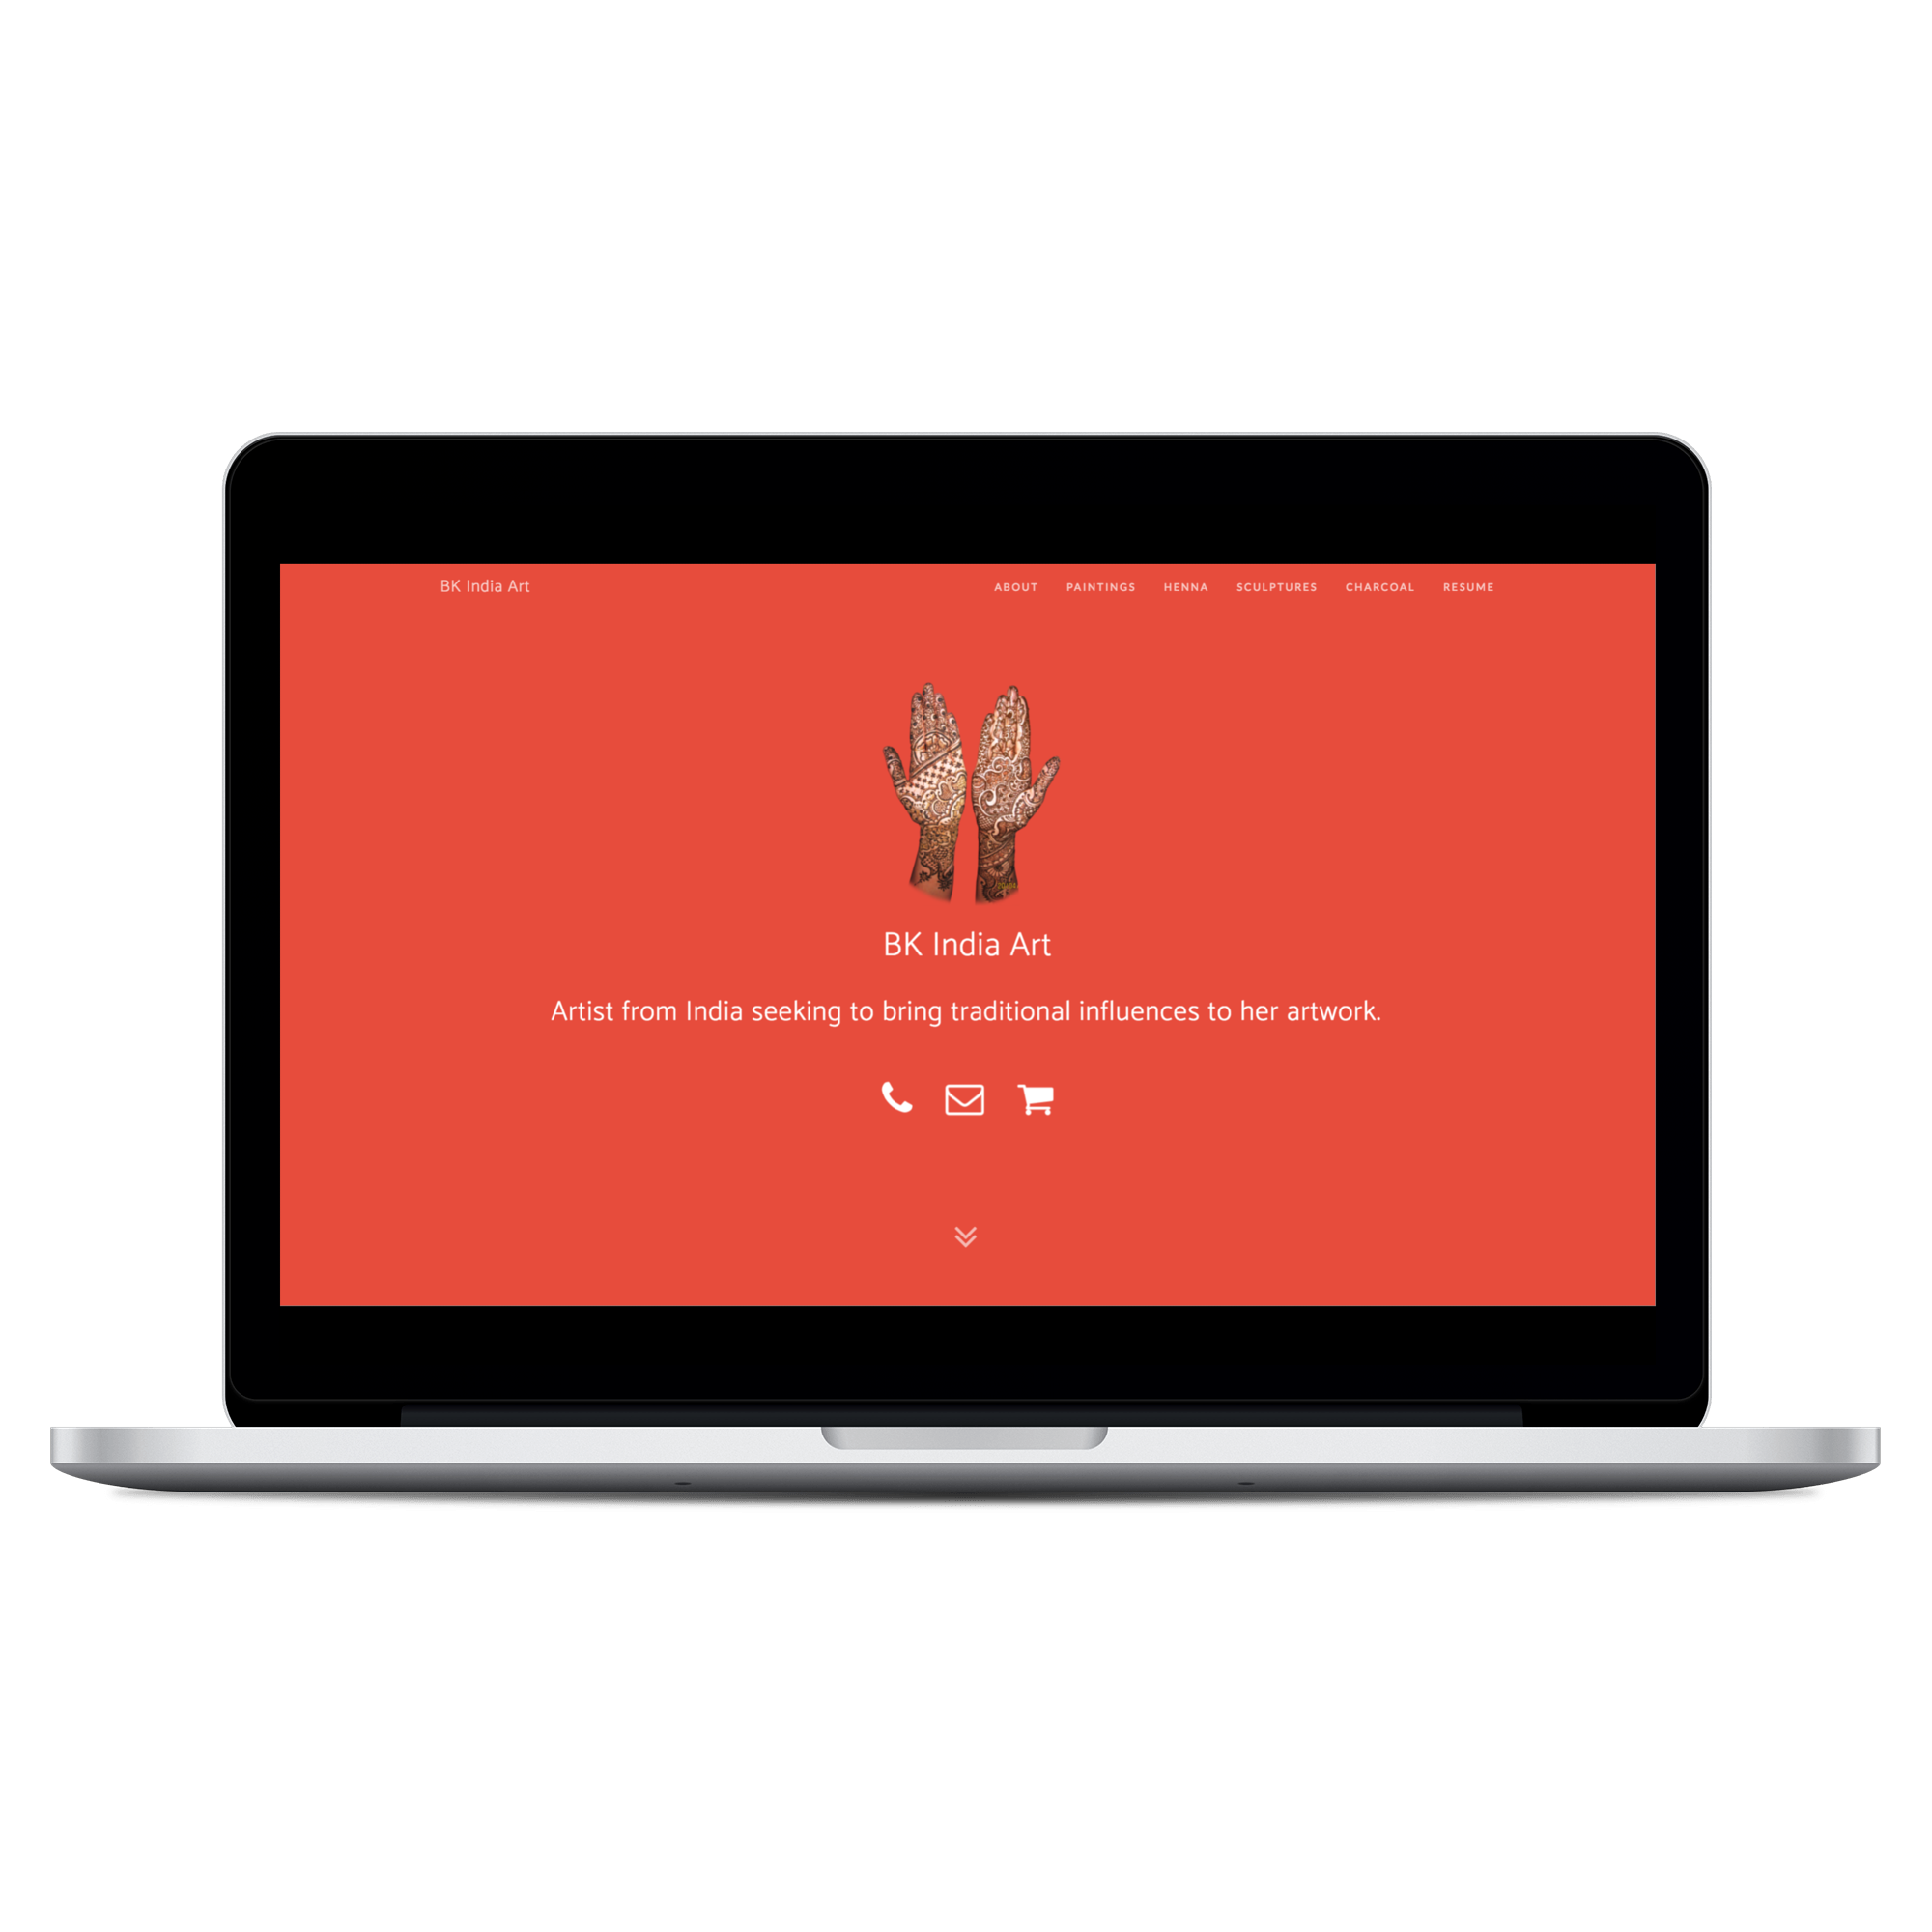 BK India Art
ABOUT PAINTINGS HENNA SCULPTURES CHARCOAL RESUME
BK India Art
Artist from India seeking to bring traditional influences to her artwork.